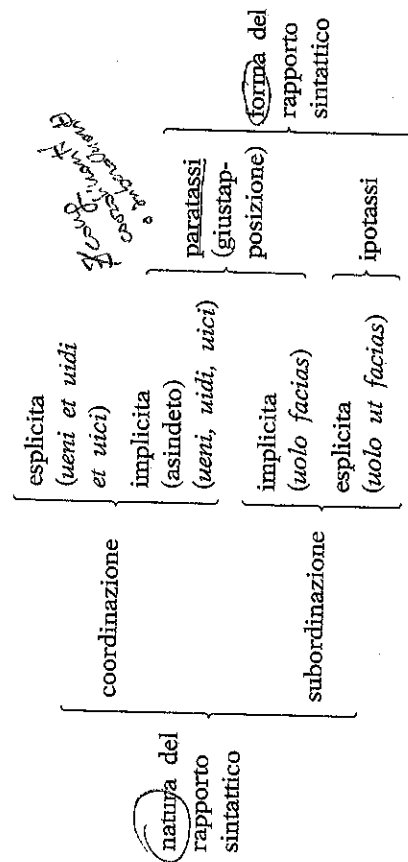 natura del
rapporto
sintattico
coordinazione
subordinazione
esplicita
(ueni et uidi
et uici)
implicita
(asindeto)
(ueni, uidi, uici)
implicita
(uolo facias)
esplicita
(uolo ut facias)
paratassi
(giustap-
posizione)
ipotassi
forma del
rapporto
sintattico